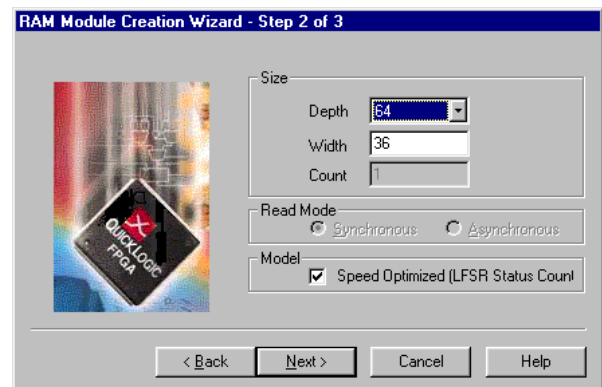 RAM Module Creation Wizard - Step 2 of 3
Size
Depth 64
Width 36
Count 1
Read Mode
Synchronous Asynchronous
Model
Speed Optimized (LFSR Status Count
QUICKLOGIC
FPGA
< Back Next > Cancel Help